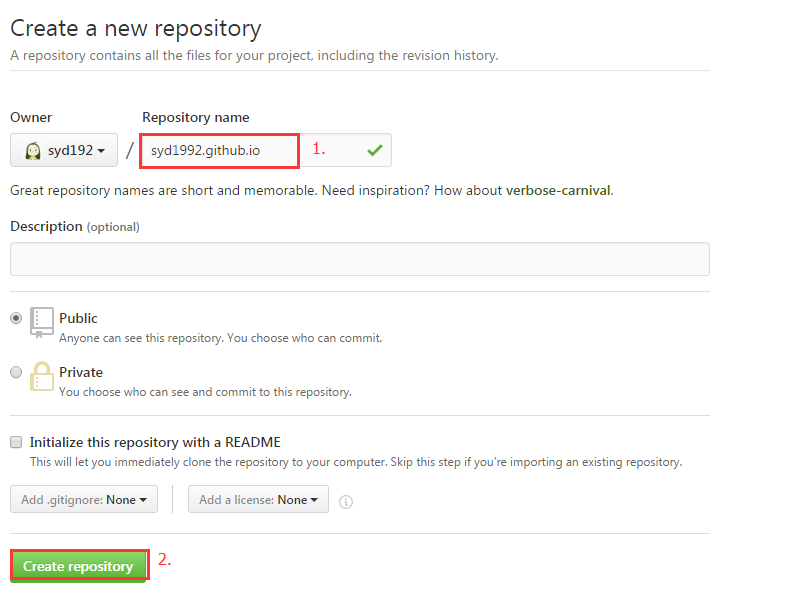 Create a new repository
A repository contains all the files for your project, including the revision history.
Owner Repository name
syd192 / syd1992.github.io 1.
Great repository names are short and memorable. Need inspiration? How about verbose-carnival.
Description (optional)
Public
Anyone can see this repository. You choose who can commit.
Private
You choose who can see and commit to this repository.
Initialize this repository with a README
This will let you immediately clone the repository to your computer. Skip this step if you’re importing an existing repository.
Add .gitignore: None Add a license: None
Create repository 2.